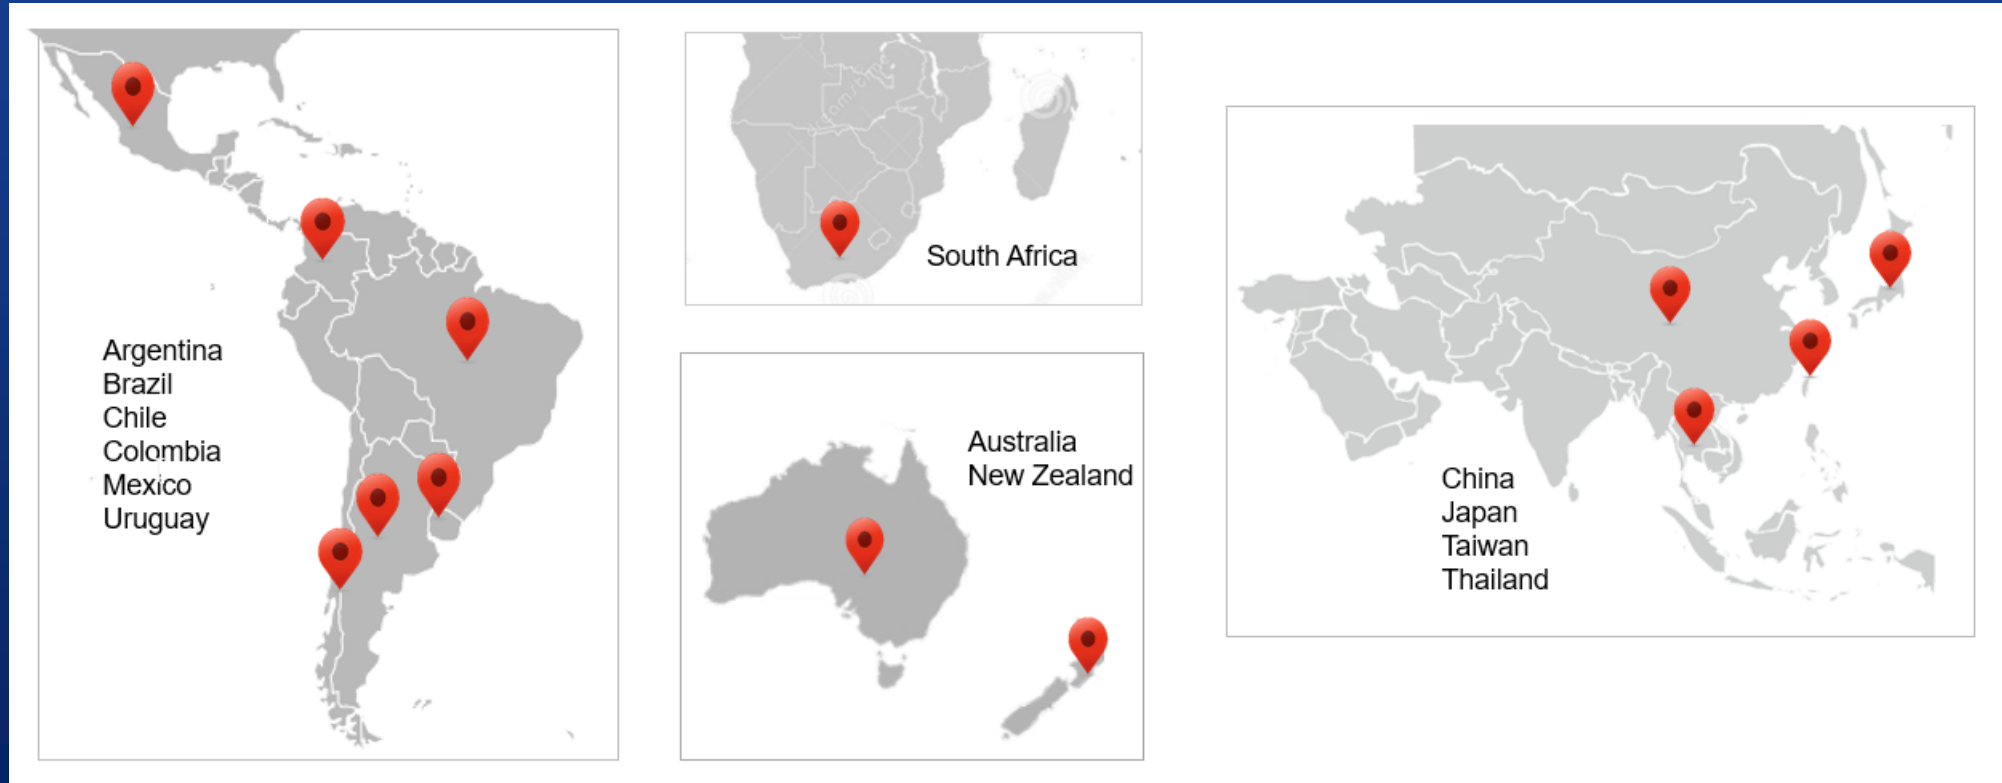 Argentina
Brazil
Chile
Colombia
Mexico
Uruguay
South Africa
Australia
New Zealand
China
Japan
Taiwan
Thailand